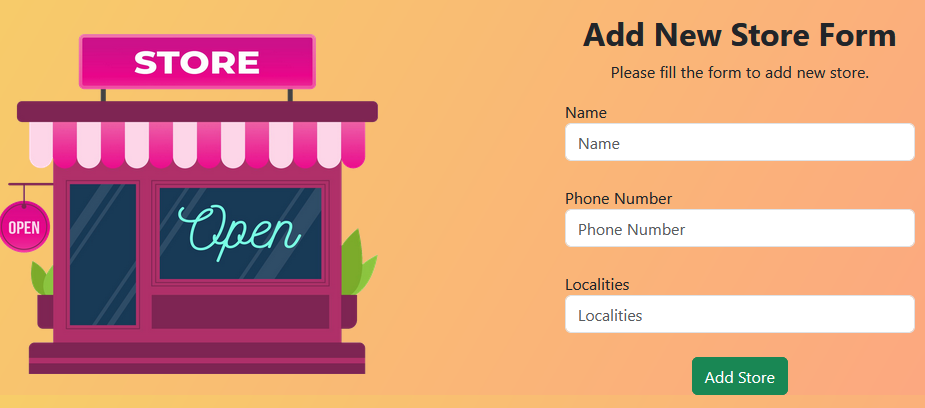 STORE
OPEN
Open
Add New Store Form
Please fill the form to add new store.
Name
Name
Phone Number
Phone Number
Localities
Localities
Add Store